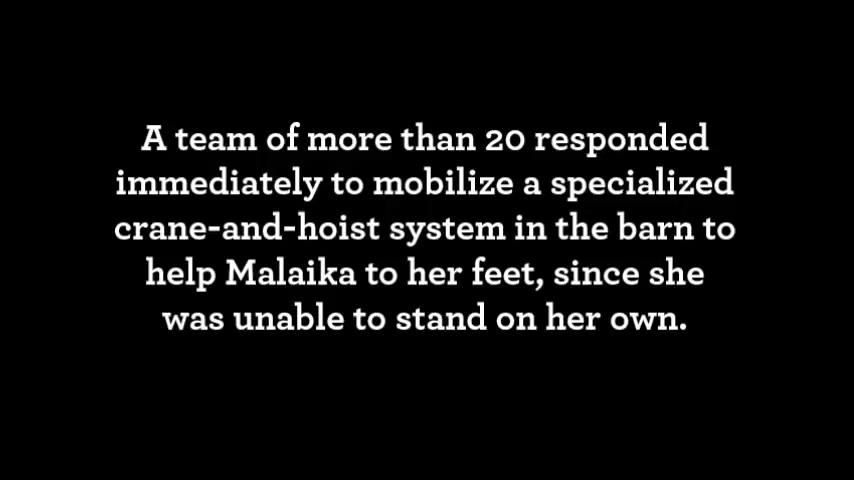 A team of more than 20 responded
immediately to mobilize a specialized
crane-and-hoist system in the barn to
help Malaika to her feet, since she
was unable to stand on her own.